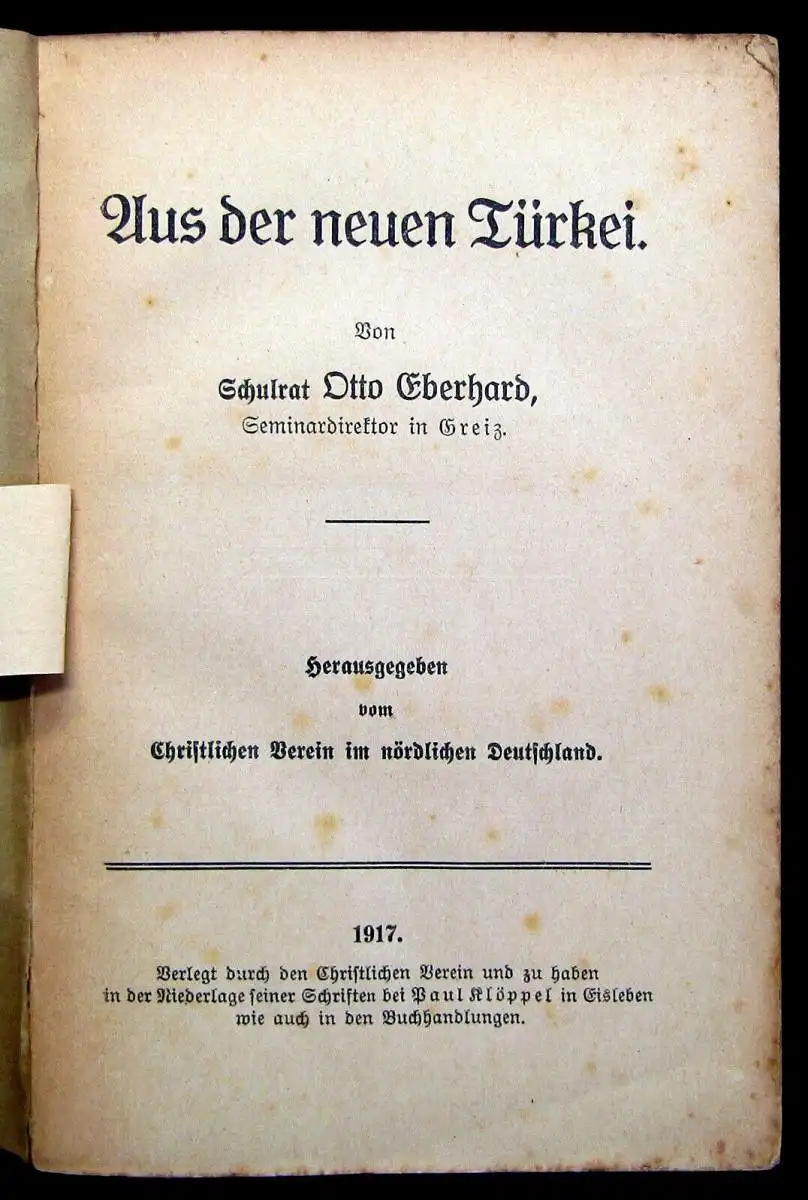 Aus der neuen Türkei.
Von
Schulrat Otto Eberhard,
Seminardirektor in Greiz.
Herausgegeben
vom
Christlichen Verein im nördlichen Deutschland.
1917.
Verlegt durch den Christlichen Verein und zu haben
in der Niederlage seiner Schriften bei Paul Klöppel in Eisleben
wie auch in den Buchhandlungen.